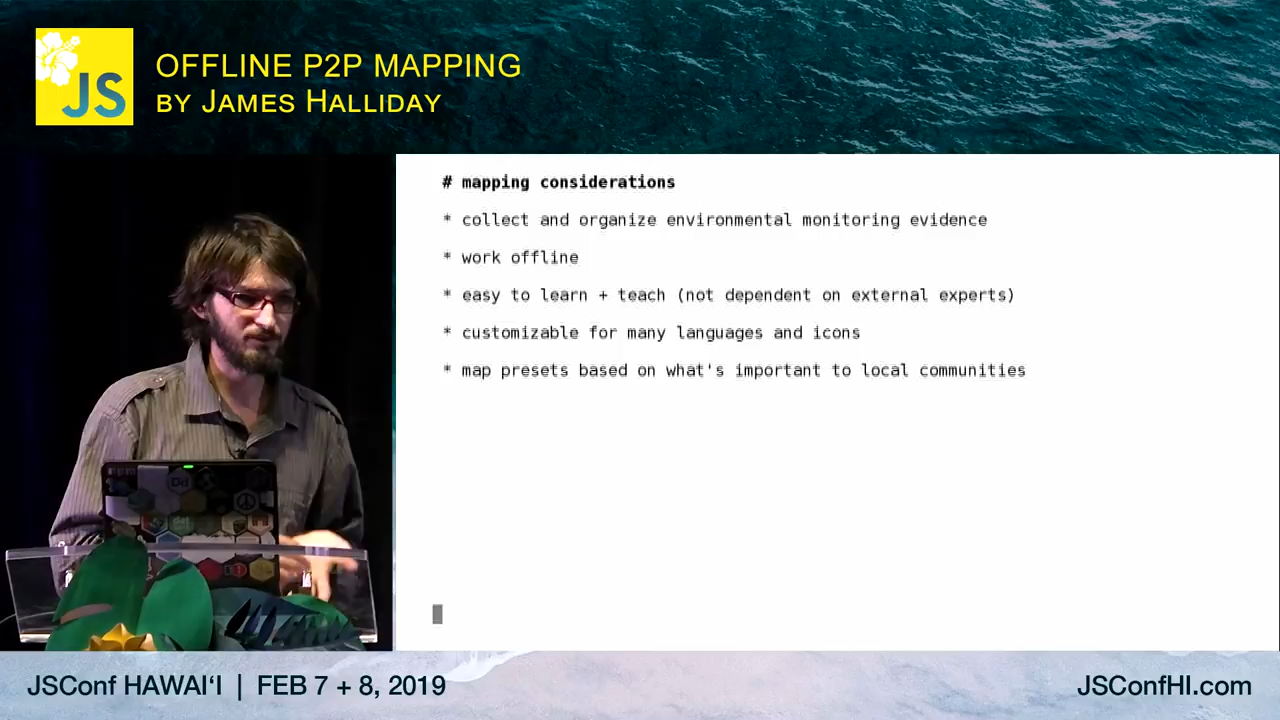 JS
OFFLINE P2P MAPPING
BY JAMES HALLIDAY
# mapping considerations
* collect and organize environmental monitoring evidence
* work offline
* easy to learn + teach (not dependent on external experts)
* customizable for many languages and icons
* map presets based on what's important to local communities
JSConf HAWAI‘I | FEB 7 + 8, 2019
JSConfHI.com